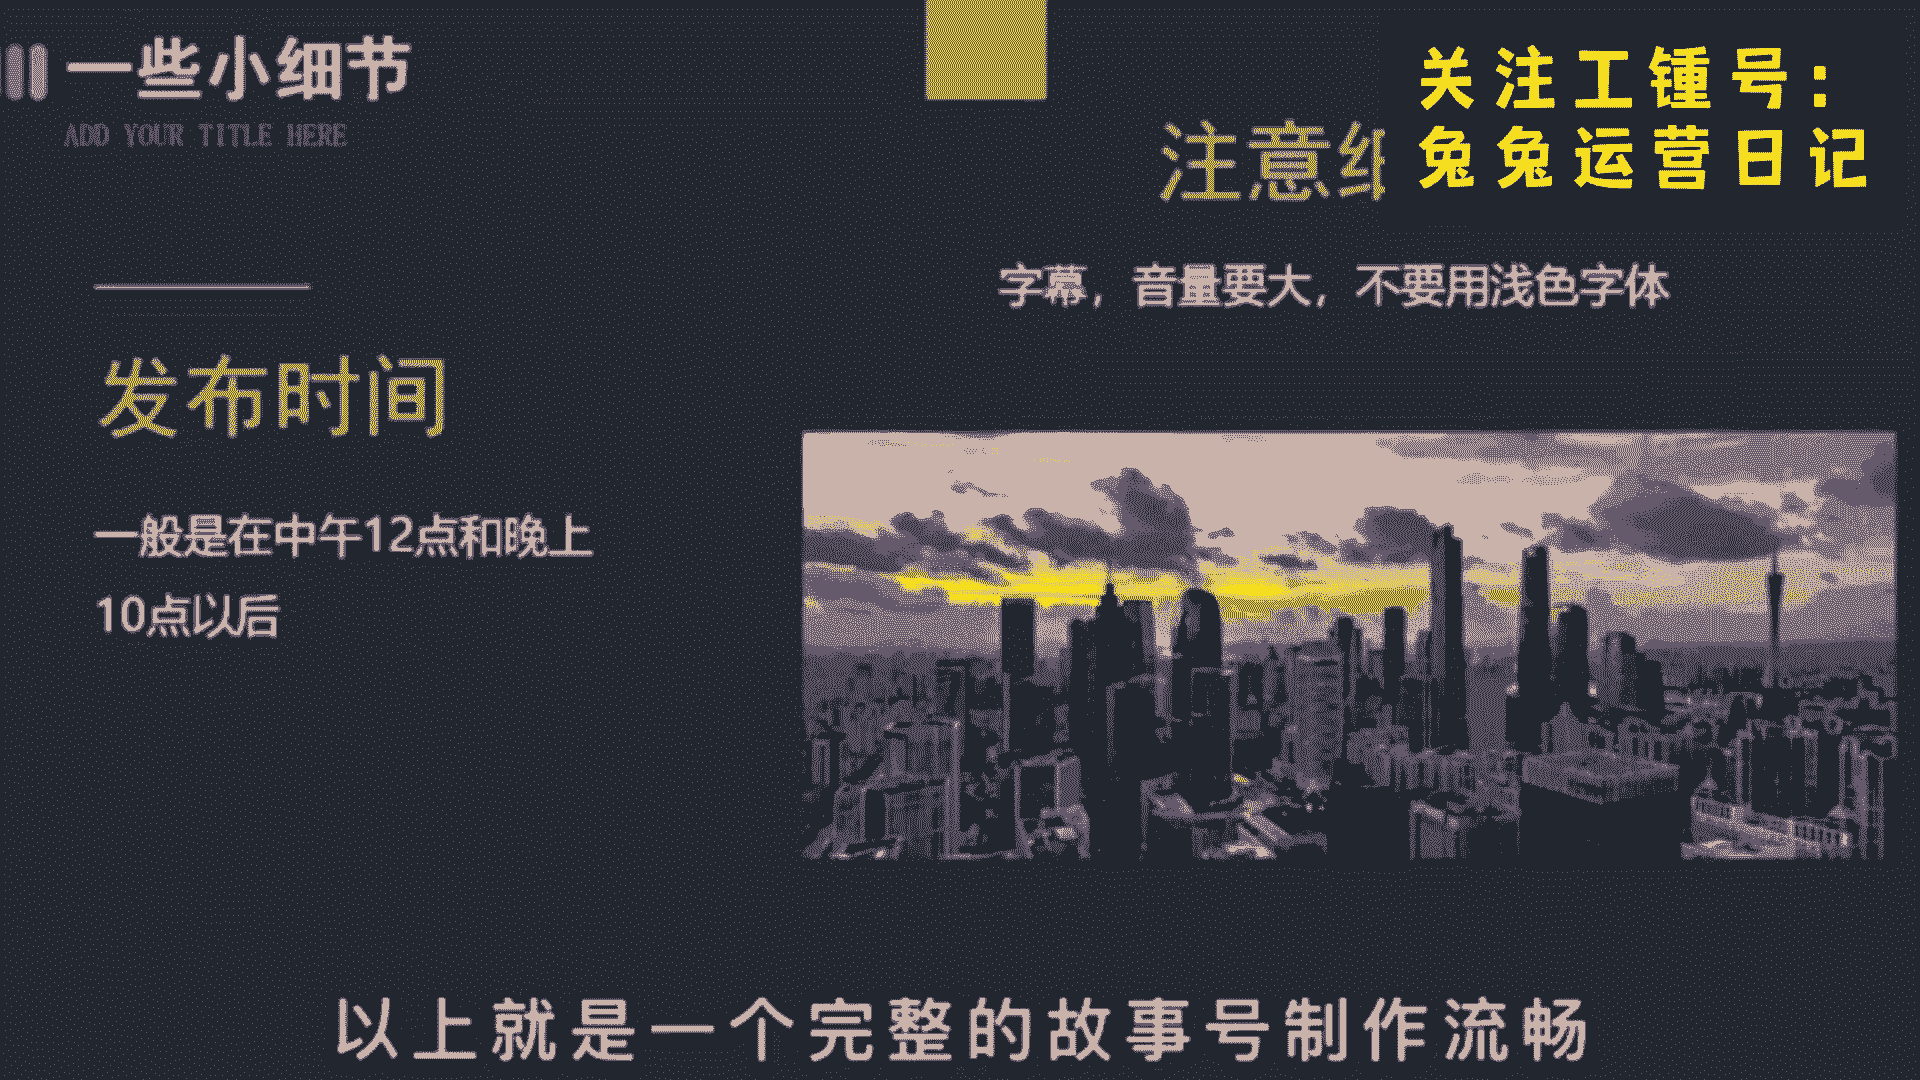 一些小细节
ADD YOUR TITLE HERE
关注工锺号：
兔兔运营日记
注意细
字幕，音量要大，不要用浅色字体
发布时间
一般是在中午12点和晚上
10点以后
以上就是一个完整的故事号制作流畅